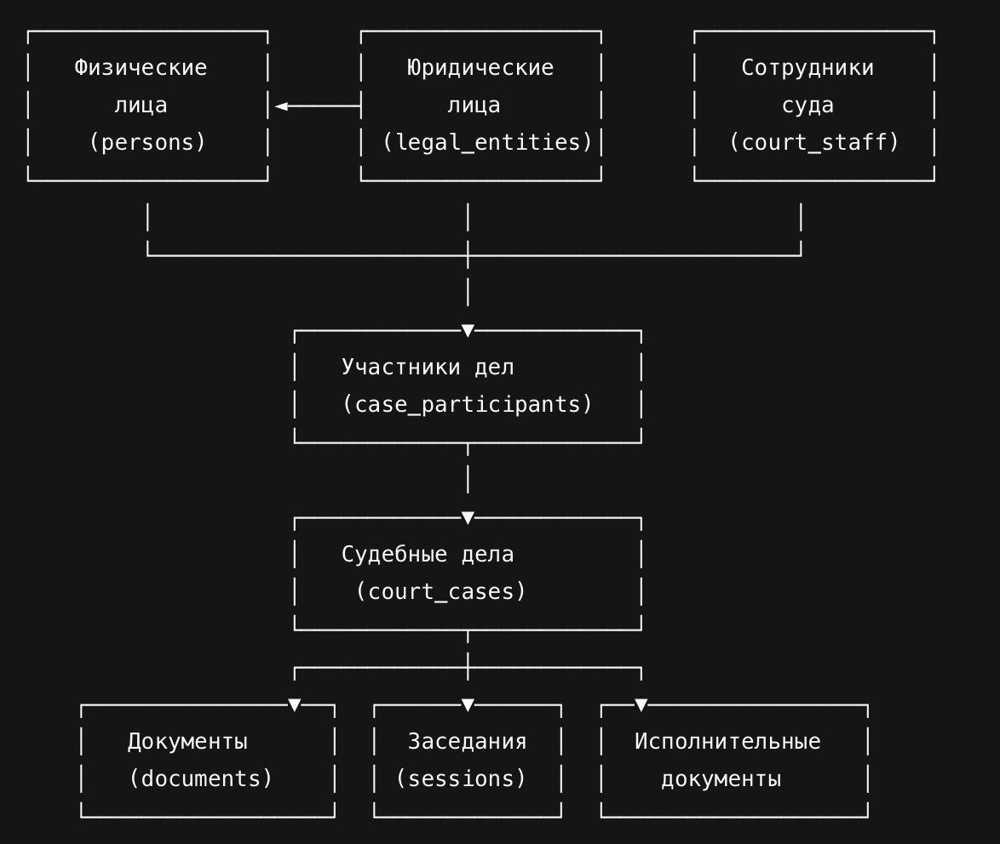 Физические
лица
(persons)
Юридические
лица
(legal_entities)
Сотрудники
суда
(court_staff)
Участники дел
(case_participants)
Судебные дела
(court_cases)
Документы
(documents)
Заседания
(sessions)
Исполнительные
документы